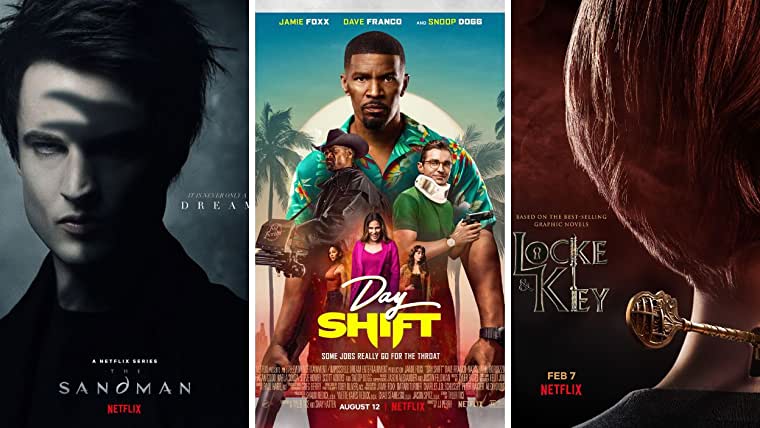 IT IS NEVER ONLY A
DREAM
A NETFLIX SERIES
THE
SANDMAN
NETFLIX
JAMIE FOXX DAVE FRANCO AND SNOOP DOGG
Day
SHIFT
SOME JOBS REALLY GO FOR THE THROAT
AUGUST 12 NETFLIX
BASED ON THE BEST-SELLING
GRAPHIC NOVELS
LOCKE
& KEY
FEB 7
NETFLIX